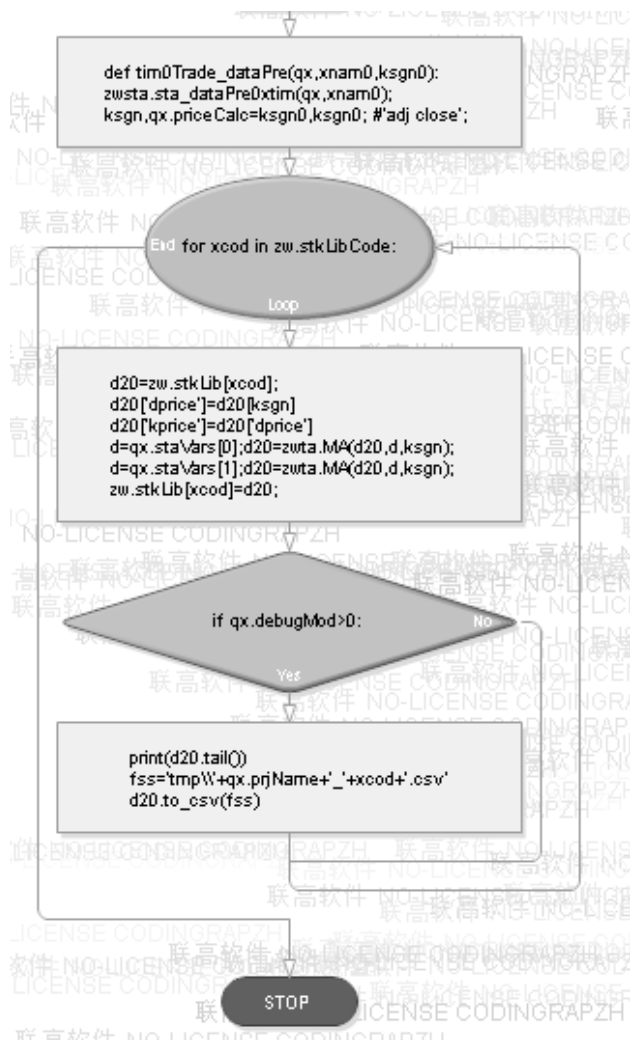 def tim0Trade_dataPre(qx,xnam0,ksgn0):
zwsta.sta_dataPre0xtim(qx,xnam0);
ksgn,qx.priceCalc=ksgn0,ksgn0; #'adj close';
End for xcod in zw.stkLibCode:
Loop
d20=zw.stkLib[xcod];
d20['dprice']=d20[ksgn]
d20['kprice']=d20['dprice']
d=qx.staVars[0];d20=zwta.MA(d20,d,ksgn);
d=qx.staVars[1];d20=zwta.MA(d20,d,ksgn);
zw.stkLib[xcod]=d20;
if qx.debugMod>0: No
Yes
print(d20.tail())
fss='tmp\\'+qx.prjName+'_'+xcod+'.csv'
d20.to_csv(fss)
STOP
联高软件 NO-LICENSE CODINGRAPZH